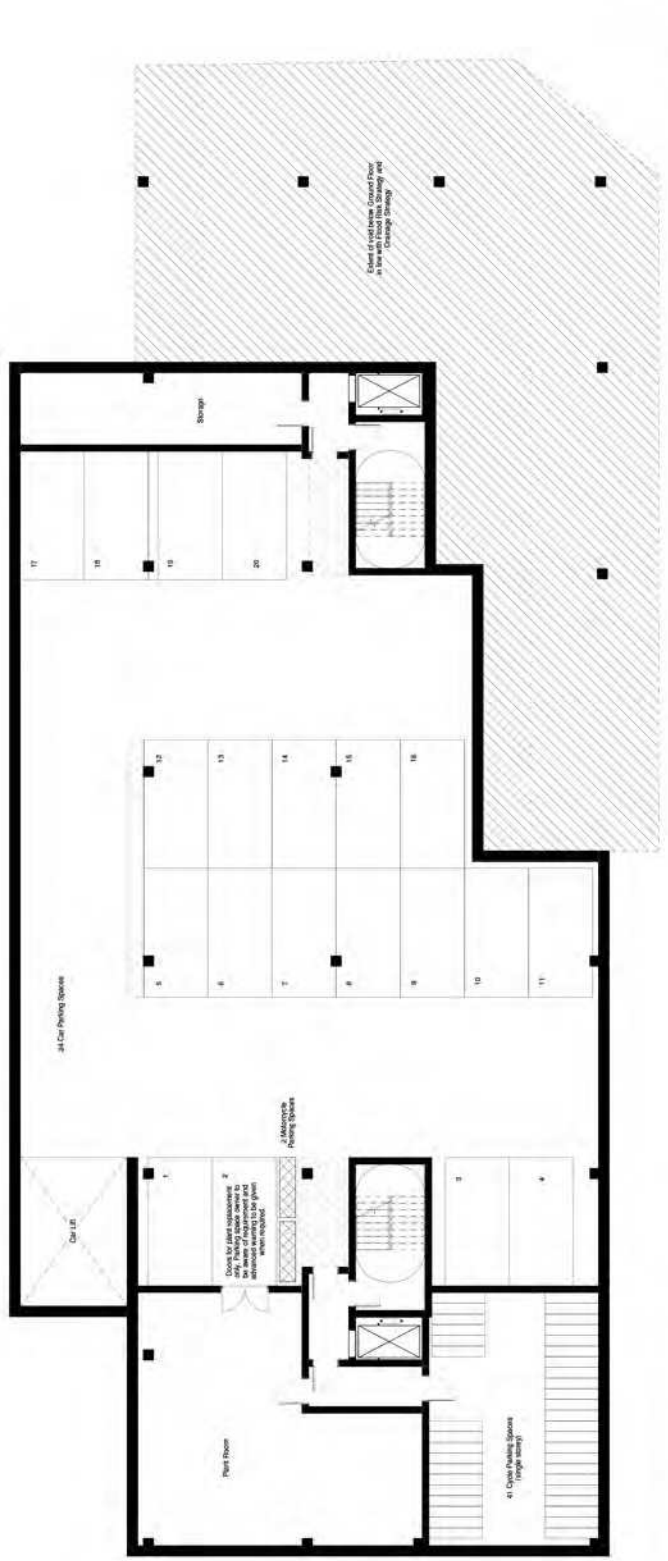 Extent of void below Ground Floor
in line with Flood Risk Strategy and
Drainage Strategy
Storage
17
18
19
20
12
13
14
15
16
5
6
7
8
9
10
11
24 Car Parking Spaces
2 Motorcycle
Parking Spaces
Car Lift
1
2
3
4
Doors for plant replacement
only. Parking space owner to
be aware of requirement and
advanced warning to be given
when required.
Plant Room
41 Cycle Parking Spaces
(single storey)